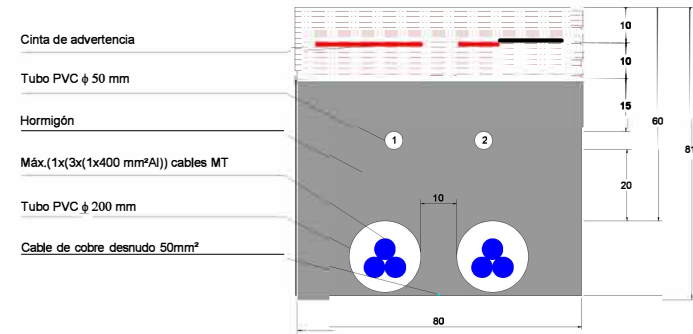 Cinta de advertencia
Tubo PVC ϕ 50 mm
Hormigón
Máx.(1x(3x(1x400 mm²Al)) cables MT
Tubo PVC ϕ 200 mm
Cable de cobre desnudo 50mm²
1
2
10
10
10
15
20
60
80